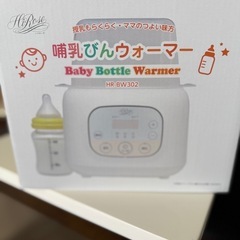 HiRose
授乳もらくらく・ママのつよい味方
哺乳びんウォーマー
Baby Bottle Warmer
HR-BW302